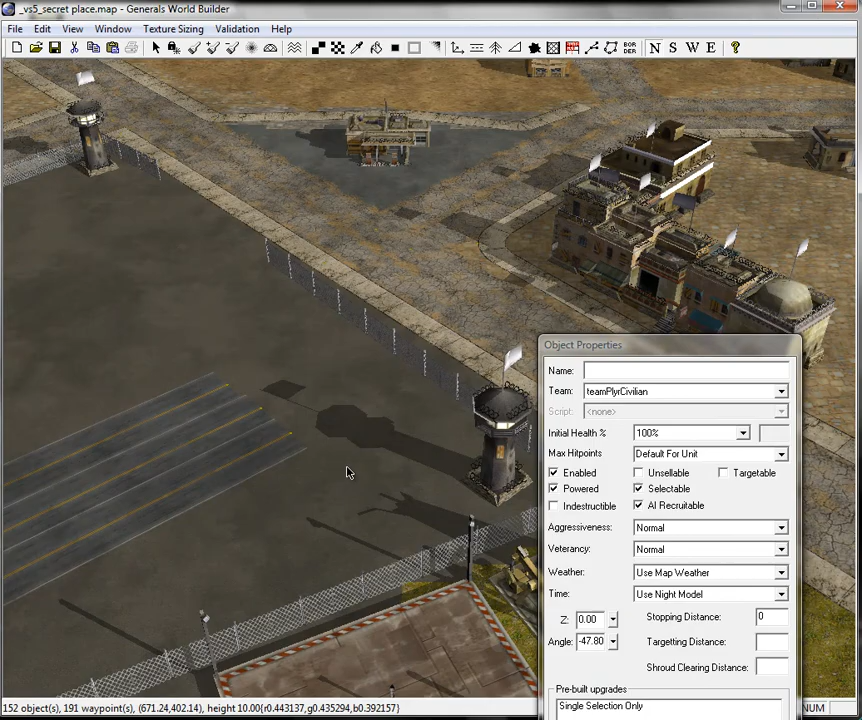 _vs5_secret place.map - Generals World Builder
File Edit View Window Texture Sizing Validation Help
N S W E ?
Object Properties
Name:
Team: teamPlyrCivilian
Script: <none>
Initial Health % 100%
Max Hitpoints Default For Unit
Enabled Unsellable Targetable
Powered Selectable
Indestructible AI Recruitable
Aggressiveness: Normal
Veterancy: Normal
Weather: Use Map Weather
Time: Use Night Model
Z: 0.00 Stopping Distance: 0
Angle: -47.80 Targetting Distance:
Shroud Clearing Distance:
Pre-built upgrades
Single Selection Only
152 object(s), 191 waypoint(s), (671.24,402.14), height 10.00{r0.443137,g0.435294,b0.392157} NUM